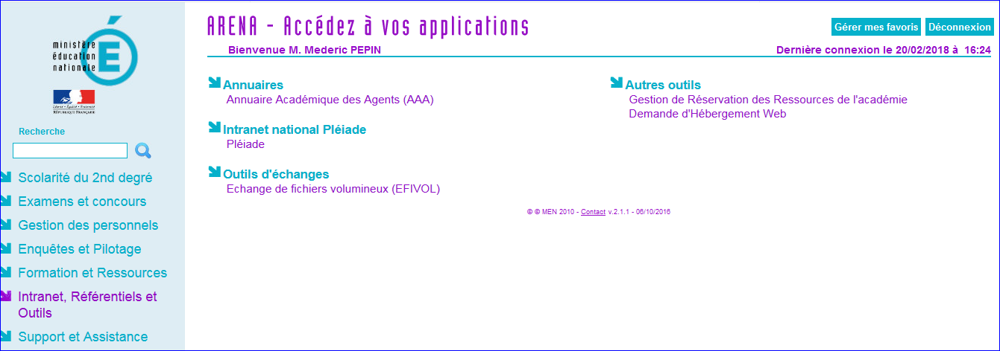 ministère
éducation
nationale
É
Liberté • Égalité • Fraternité
RÉPUBLIQUE FRANÇAISE
Recherche
Scolarité du 2nd degré
Examens et concours
Gestion des personnels
Enquêtes et Pilotage
Formation et Ressources
Intranet, Référentiels et
Outils
Support et Assistance
ARENA - Accédez à vos applications
Gérer mes favoris
Déconnexion
Bienvenue M. Mederic PEPIN
Dernière connexion le 20/02/2018 à 16:24
Annuaires
Annuaire Académique des Agents (AAA)
Intranet national Pléiade
Pléiade
Outils d'échanges
Echange de fichiers volumineux (EFIVOL)
Autres outils
Gestion de Réservation des Ressources de l'académie
Demande d'Hébergement Web
© © MEN 2010 - Contact v.2.1.1 - 06/10/2016